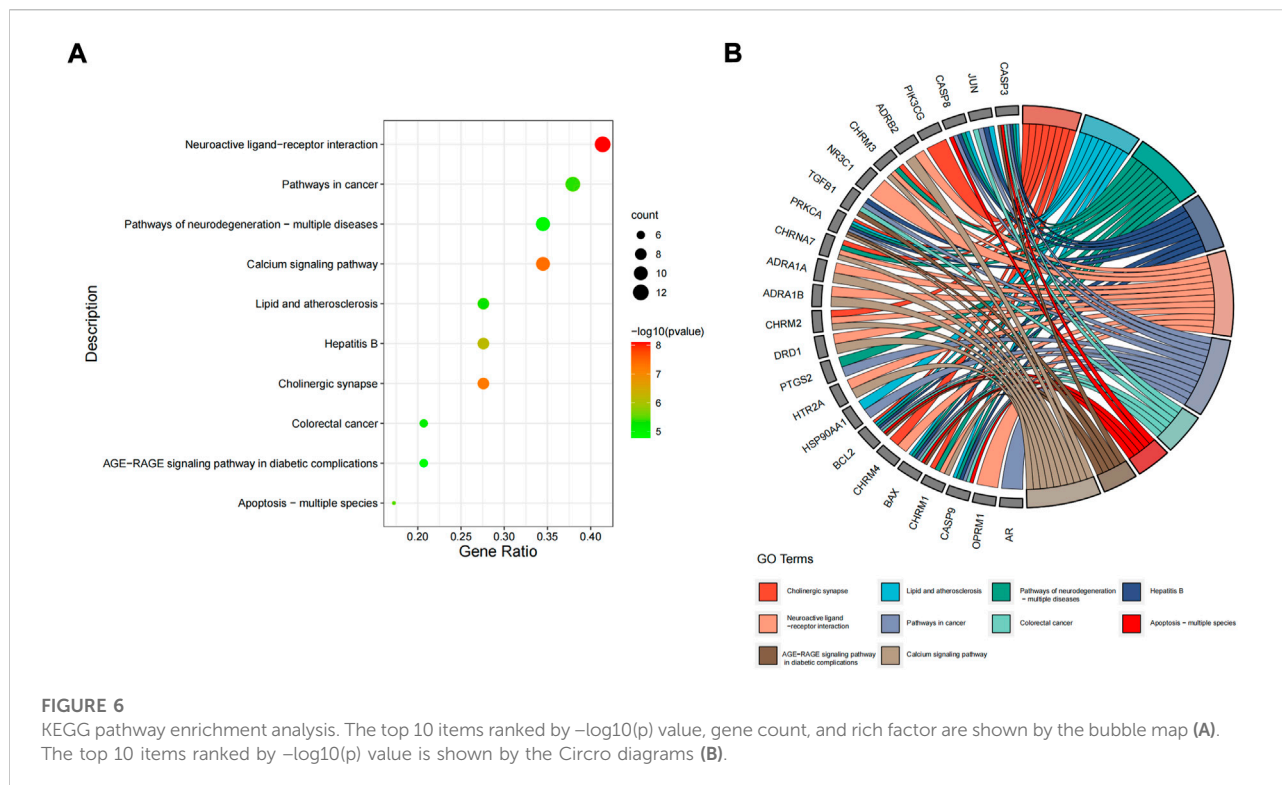 A
Description
Neuroactive ligand−receptor interaction
Pathways in cancer
Pathways of neurodegeneration − multiple diseases
Calcium signaling pathway
Lipid and atherosclerosis
Hepatitis B
Cholinergic synapse
Colorectal cancer
AGE−RAGE signaling pathway in diabetic complications
Apoptosis − multiple species
0.20 0.25 0.30 0.35 0.40
Gene Ratio
count
6
8
10
12
−log10(pvalue)
8
7
6
5
B
CASP3
JUN
CASP8
PIK3CG
ADRB2
CHRM3
NR3C1
TGFB1
PRKCA
CHRNA7
ADRA1A
ADRA1B
CHRM2
DRD1
PTGS2
HTR2A
HSP90AA1
BCL2
CHRM4
BAX
CHRM1
CASP9
OPRM1
AR
GO Terms
Cholinergic synapse
Lipid and atherosclerosis
Pathways of neurodegeneration
− multiple diseases
Hepatitis B
Neuroactive ligand
−receptor interaction
Pathways in cancer
Colorectal cancer
Apoptosis − multiple species
AGE−RAGE signaling pathway
in diabetic complications
Calcium signaling pathway
FIGURE 6
KEGG pathway enrichment analysis. The top 10 items ranked by –log10(p) value, gene count, and rich factor are shown by the bubble map (A).
The top 10 items ranked by –log10(p) value is shown by the Circro diagrams (B).